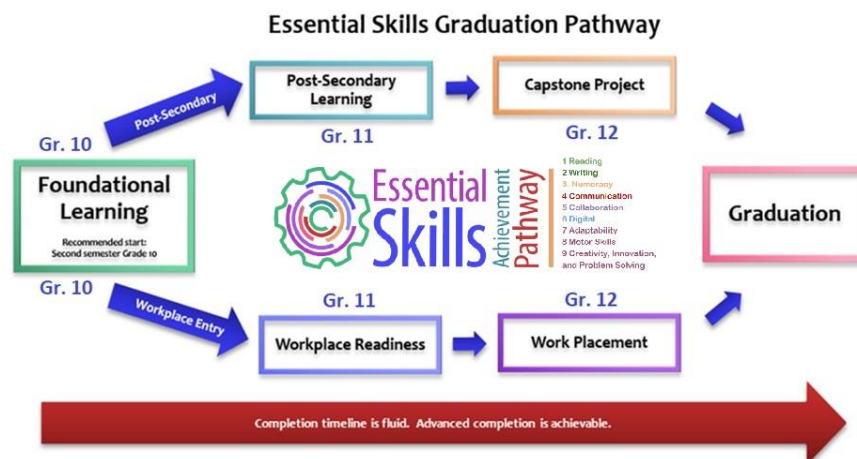 Essential Skills Graduation Pathway
Post-Secondary
Post-Secondary
Learning
Capstone Project
Gr. 10
Gr. 11
Gr. 12
Foundational
Learning
Recommended start:
Second semester Grade 10
Essential
Skills
Achievement
Pathway
1 Reading
2 Writing
3. Numeracy
4 Communication
5 Collaboration
6 Digital
7 Adaptability
8 Motor Skills
9 Creativity, Innovation,
and Problem Solving
Graduation
Gr. 10
Workplace Entry
Gr. 11
Gr. 12
Workplace Readiness
Work Placement
Completion timeline is fluid. Advanced completion is achievable.